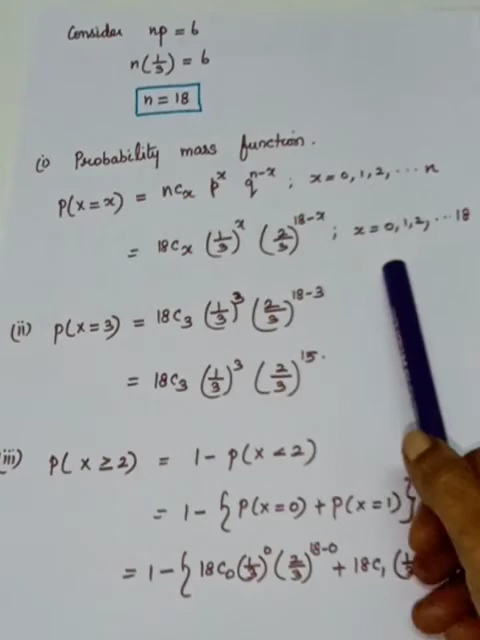 Consider np = 6
n(1/3) = 6
n = 18
(i) Probability mass function.
P(X=x) = nCx p^x q^(n-x) ; x=0,1,2,...n
= 18Cx (1/3)^x (2/3)^(18-x) ; x=0,1,2,...18
(ii) P(X=3) = 18C3 (1/3)^3 (2/3)^(18-3)
= 18C3 (1/3)^3 (2/3)^15.
(iii) P(X≥2) = 1 - P(X<2)
= 1 - {P(X=0) + P(X=1)}
= 1 - {18C0 (1/3)^0 (2/3)^(18-0) + 18C1 (1/